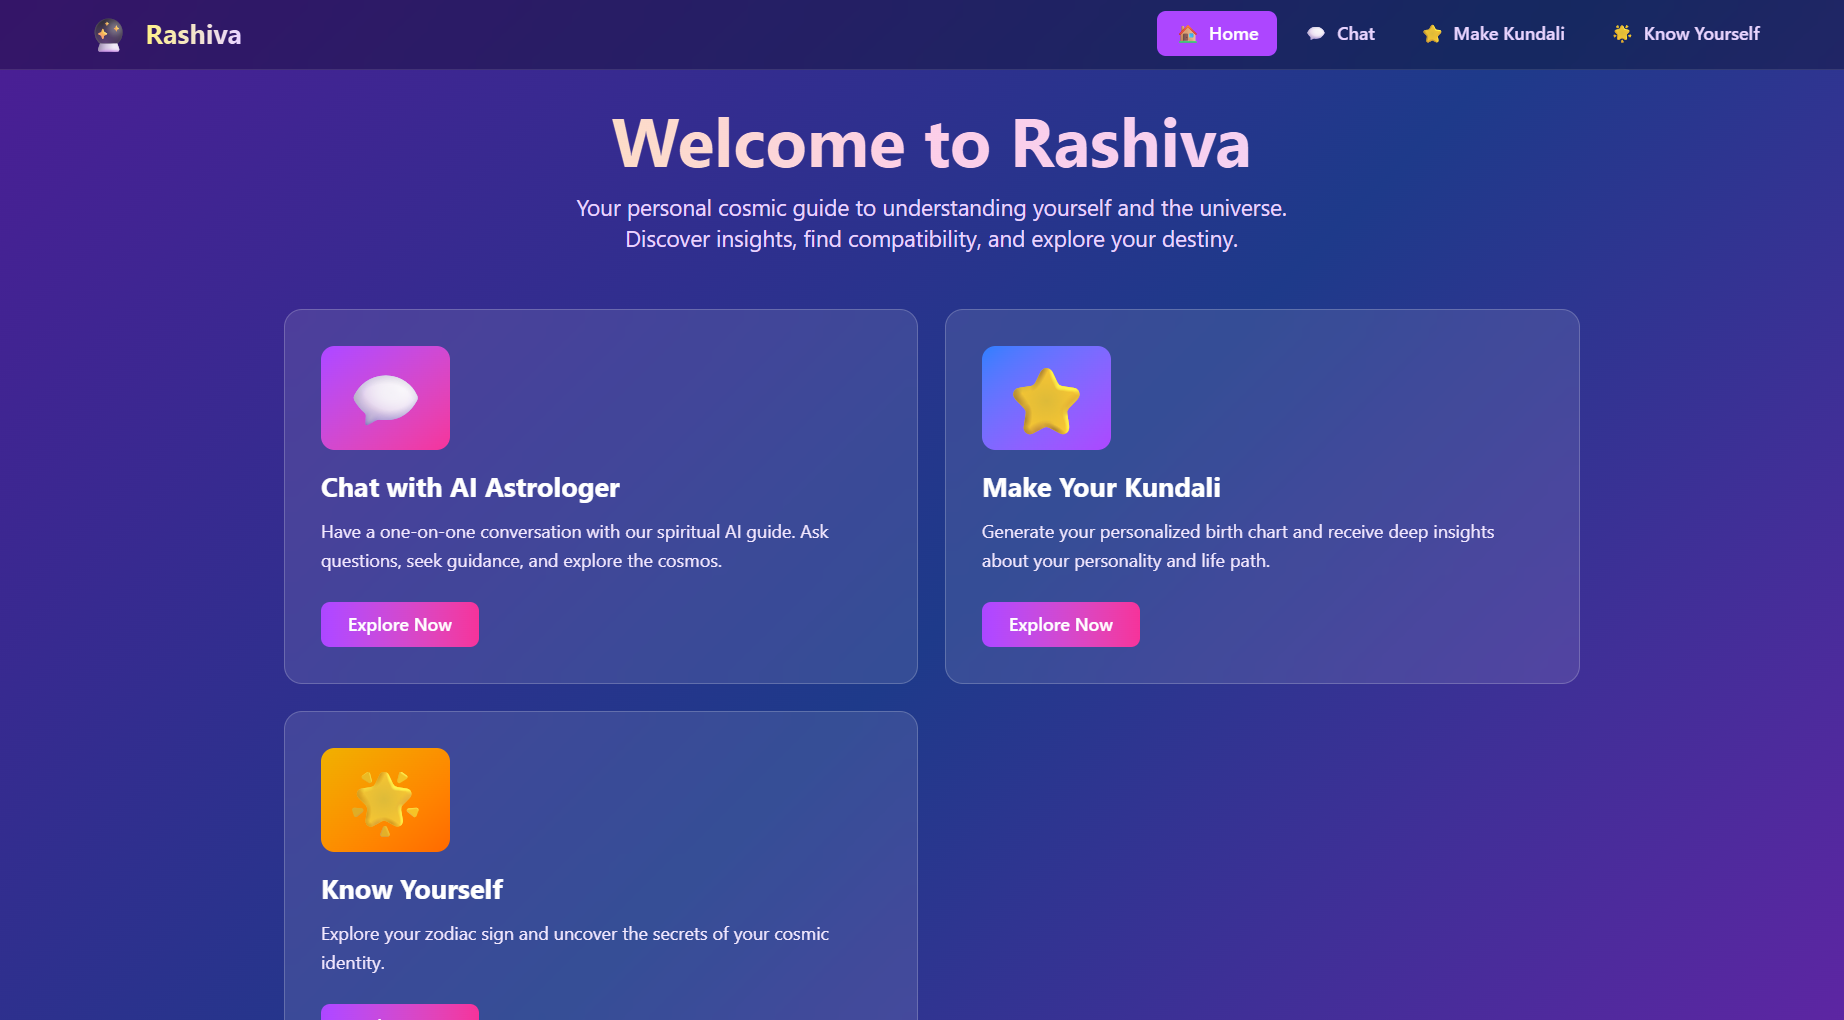 Rashiva
Home
Chat
Make Kundali
Know Yourself
Welcome to Rashiva
Your personal cosmic guide to understanding yourself and the universe.
Discover insights, find compatibility, and explore your destiny.
Chat with AI Astrologer
Have a one-on-one conversation with our spiritual AI guide. Ask
questions, seek guidance, and explore the cosmos.
Explore Now
Make Your Kundali
Generate your personalized birth chart and receive deep insights
about your personality and life path.
Explore Now
Know Yourself
Explore your zodiac sign and uncover the secrets of your cosmic
identity.